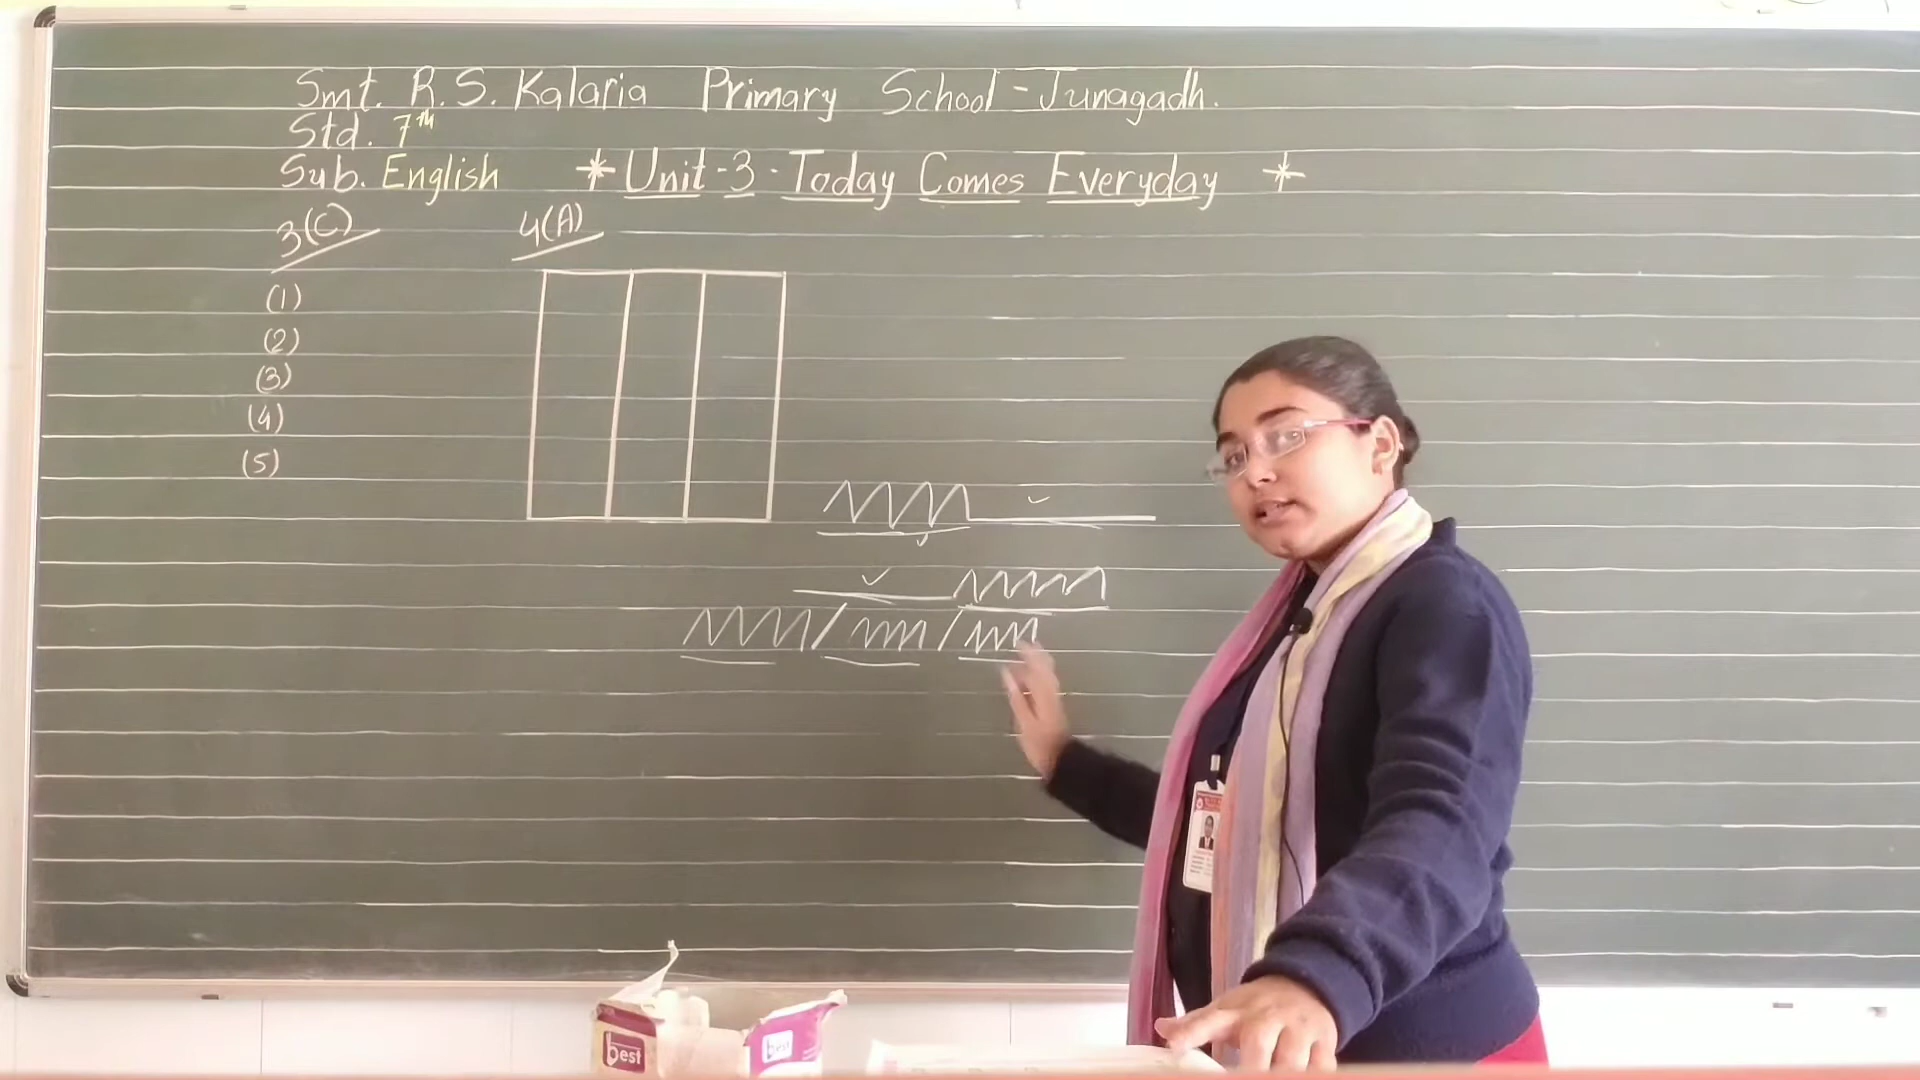 Smt. R. S. Kalaria Primary School - Junagadh.
Std. 7th
Sub. English * Unit - 3 - Today Comes Everyday *
3(C) 4(A)
(1)
(2)
(3)
(4)
(5)
best
best